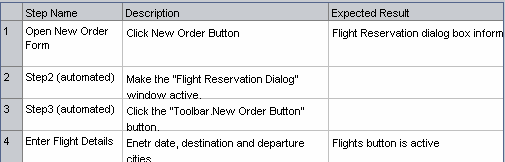 Step Name Description Expected Result
1 Open New Order Form Click New Order Button Flight Reservation dialog box inform
2 Step2 (automated) Make the "Flight Reservation Dialog" window active.
3 Step3 (automated) Click the "Toolbar.New Order Button" button.
4 Enter Flight Details Enetr date, destination and departure cities Flights button is active